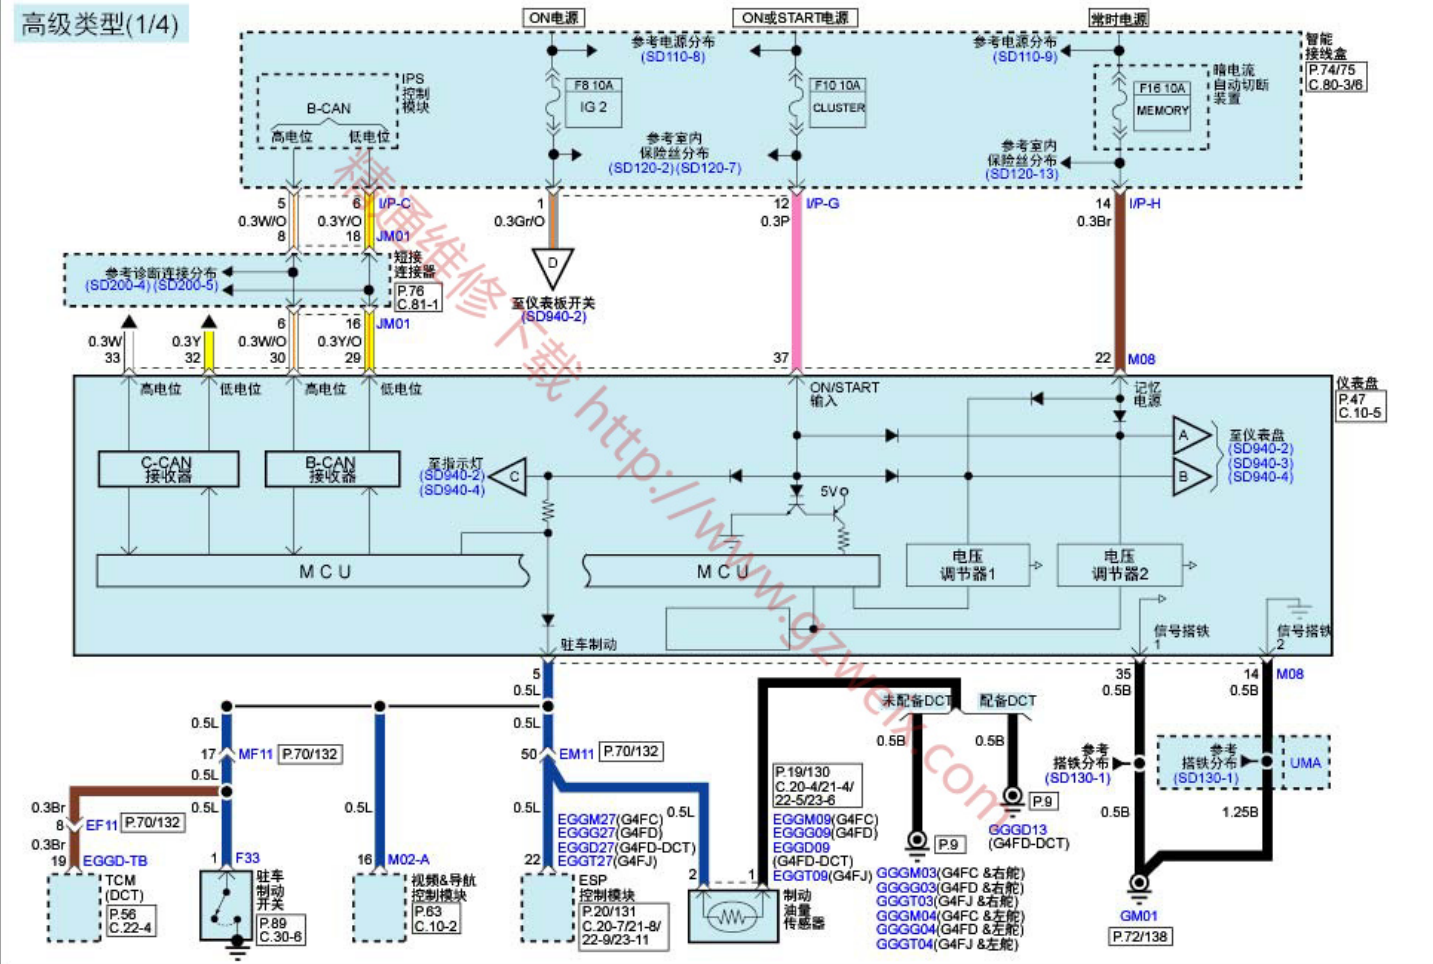 高级类型(1/4)
ON电源
ON或START电源
常时电源
智能
接线盒
P.74/75
C.80-3/6
IPS
控制
模块
B-CAN
高电位
低电位
参考电源分布
(SD110-8)
F8 10A
IG 2
F10 10A
CLUSTER
参考电源分布
(SD110-9)
F16 10A
MEMORY
暗电流
自动切断
装置
参考室内
保险丝分布
(SD120-2)(SD120-7)
参考室内
保险丝分布
(SD120-13)
5
6
I/P-C
1
12
I/P-G
14
I/P-H
0.3W/O
0.3Y/O
0.3Gr/O
0.3P
0.3Br
8
18
JM01
参考诊断连接分布
(SD200-4)(SD200-5)
短接
连接器
P.76
C.81-1
D
至仪表板开关
(SD940-2)
6
16
JM01
0.3W
0.3Y
0.3W/O
0.3Y/O
33
32
30
29
37
22
M08
高电位
低电位
高电位
低电位
ON/START
输入
记忆
电源
仪表盘
P.47
C.10-5
C-CAN
接收器
B-CAN
接收器
至指示灯
(SD940-2)
(SD940-4)
C
5V
A
B
至仪表盘
(SD940-2)
(SD940-3)
(SD940-4)
MCU
MCU
电压
调节器1
电压
调节器2
驻车制动
信号搭铁
1
信号搭铁
2
5
35
14
M08
0.5L
0.5B
0.5B
0.5L
0.5L
未配备DCT
配备DCT
0.5B
0.5B
17
MF11
P.70/132
50
EM11
P.70/132
参考
搭铁分布
(SD130-1)
参考
搭铁分布
(SD130-1)
UMA
0.5L
0.5L
0.5L
0.5L
0.5L
0.3Br
8
EF11
P.70/132
0.3Br
19
EGGD-TB
TCM
(DCT)
P.56
C.22-4
1
F33
驻车
制动
开关
P.89
C.30-6
16
M02-A
视频&导航
控制模块
P.63
C.10-2
EGGM27(G4FC)
EGGG27(G4FD)
EGGD27(G4FD-DCT)
EGGT27(G4FJ)
22
ESP
控制模块
P.20/131
C.20-7/21-8/
22-9/23-11
P.19/130
C.20-4/21-4/
22-5/23-6
EGGM09(G4FC)
EGGG09(G4FD)
EGGD09
(G4FD-DCT)
EGGT09(G4FJ)
2
1
制动
油量
传感器
P.9
P.9
GGGD13
(G4FD-DCT)
GGGM03(G4FC &右舵)
GGGG03(G4FD &右舵)
GGGT03(G4FJ &右舵)
GGGM04(G4FC &左舵)
GGGG04(G4FD &左舵)
GGGT04(G4FJ &左舵)
0.5B
1.25B
GM01
P.72/138
精通维修下载 http://www.gzweix.com